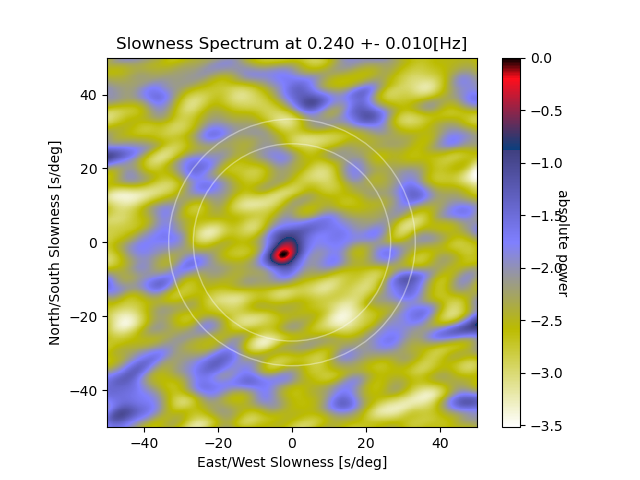 Slowness Spectrum at 0.240 +- 0.010[Hz]
North/South Slowness [s/deg]
40
20
0
−20
−40
−40 −20 0 20 40
East/West Slowness [s/deg]
0.0
−0.5
−1.0
−1.5
−2.0
−2.5
−3.0
−3.5
absolute power